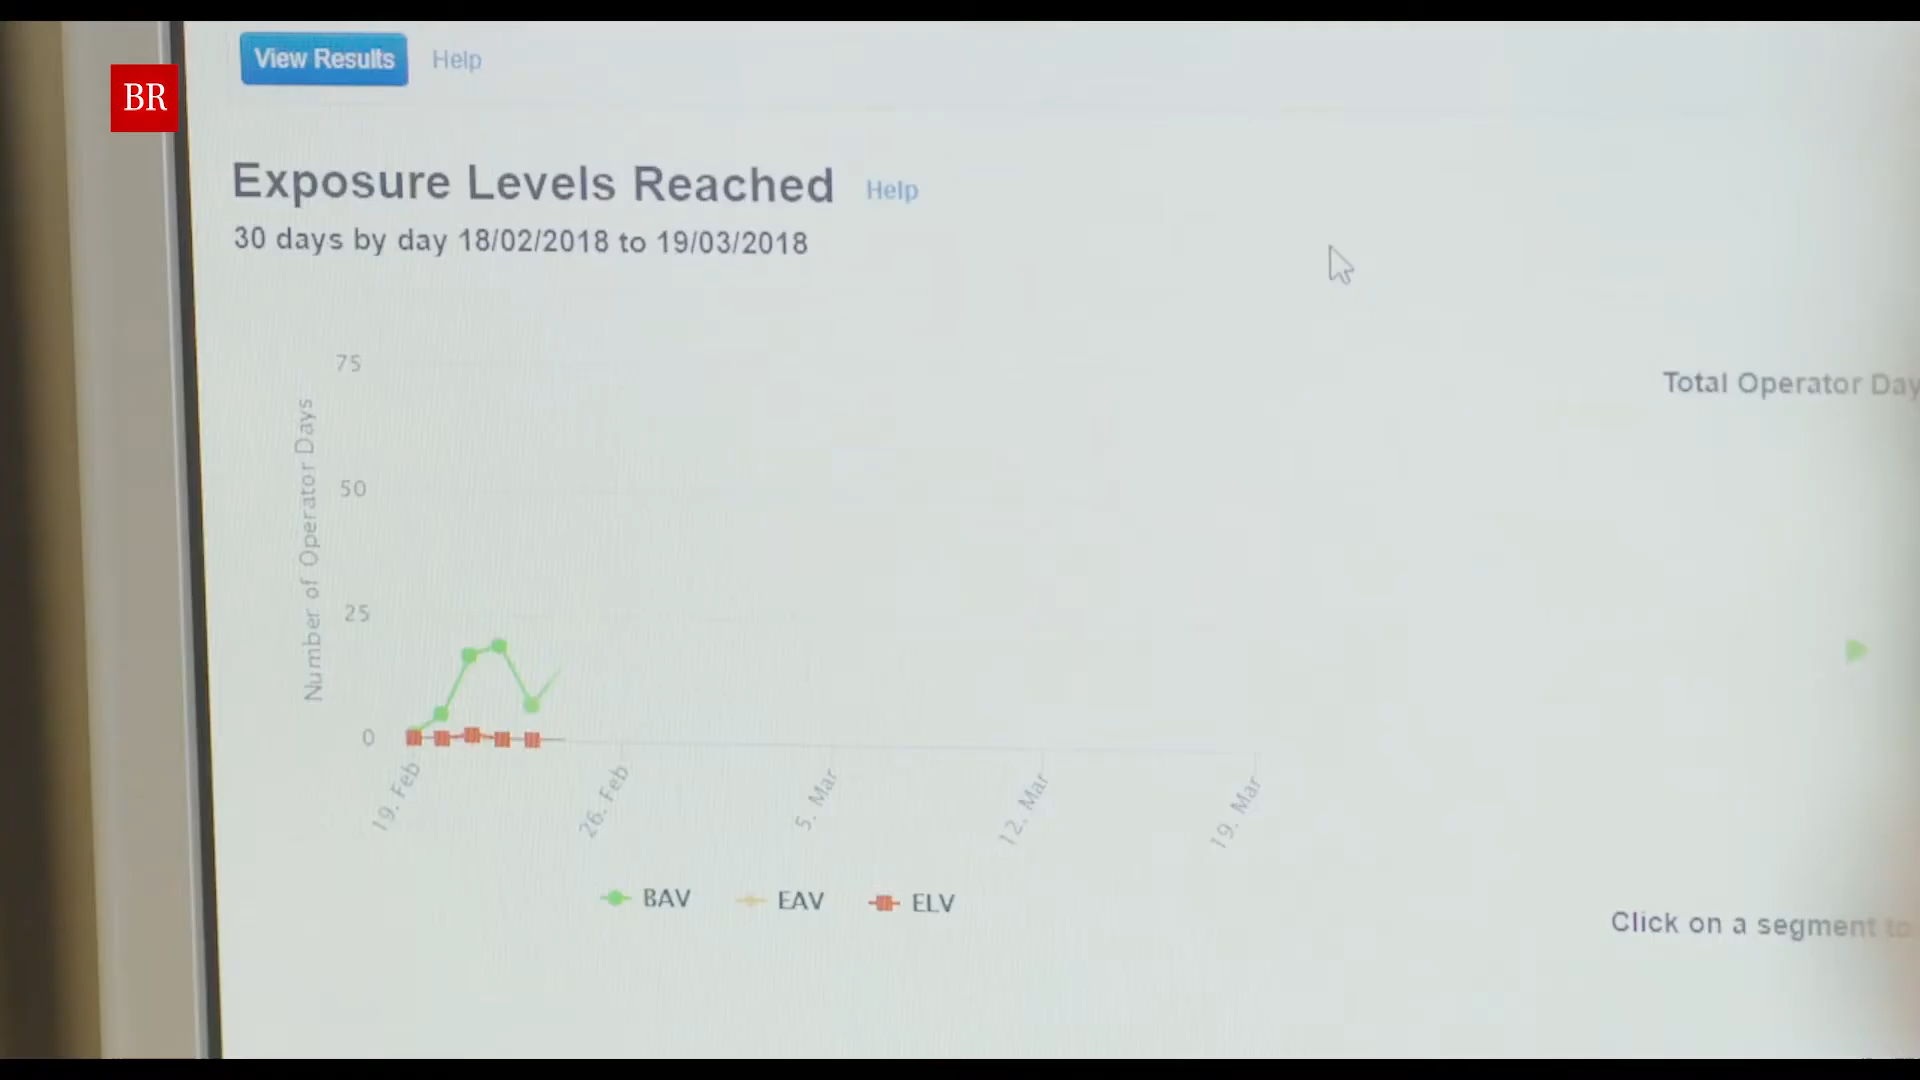 BR
View Results Help
Exposure Levels Reached Help
30 days by day 18/02/2018 to 19/03/2018
Number of Operator Days
75
50
25
0
19. Feb
26. Feb
5. Mar
12. Mar
19. Mar
BAV EAV ELV
Total Operator Day
Click on a segment to